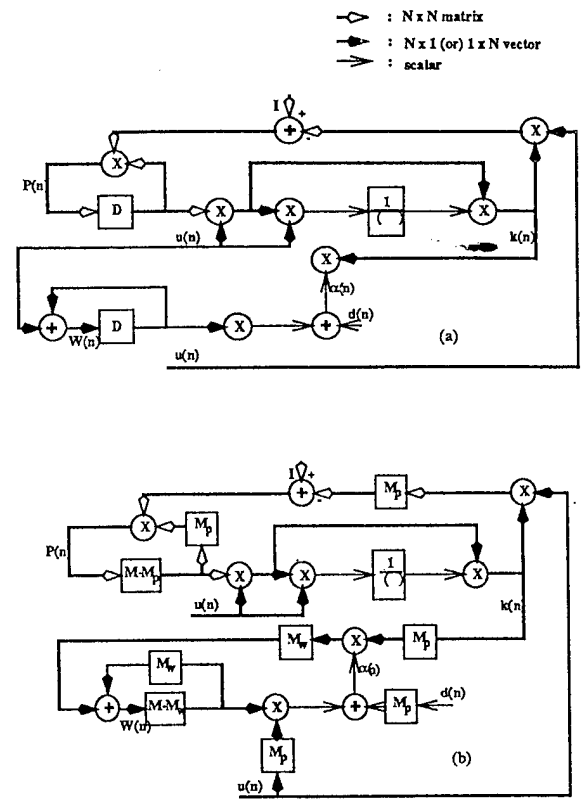 : N x N matrix
: N x 1 (or) 1 x N vector
: scalar
I +
+
-
X
X
P(n)
D
X
X
1
( )
X
u(n)
k(n)
X
α(n)
+
W(n)
D
X
+
d(n)
(a)
u(n)
I +
+
-
M_p
X
X
M_p
P(n
M-M_p
X
X
1
( )
X
u(n)
k(n)
M_w
X
M_p
M_w
α(n)
+
W(n)
M-M_w
X
+
M_p
d(n)
M_p
(b)
u(n)